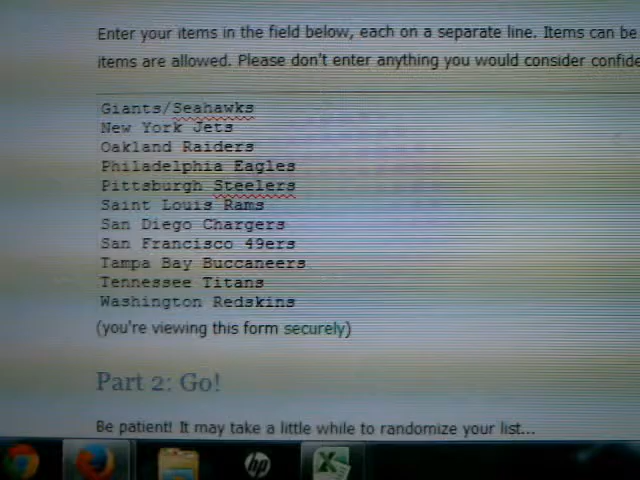 Enter your items in the field below, each on a separate line. Items can be
items are allowed. Please don't enter anything you would consider confide
Giants/Seahawks
New York Jets
Oakland Raiders
Philadelphia Eagles
Pittsburgh Steelers
Saint Louis Rams
San Diego Chargers
San Francisco 49ers
Tampa Bay Buccaneers
Tennessee Titans
Washington Redskins
(you're viewing this form securely)
Part 2: Go!
Be patient! It may take a little while to randomize your list...
hp